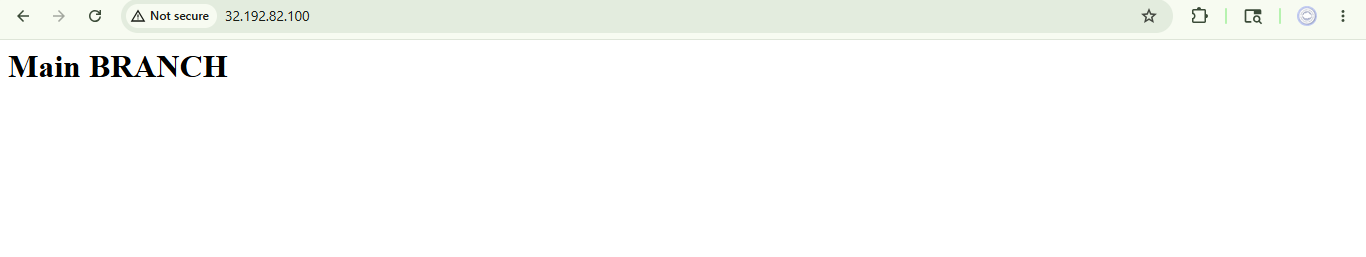 Not secure
32.192.82.100
Main BRANCH